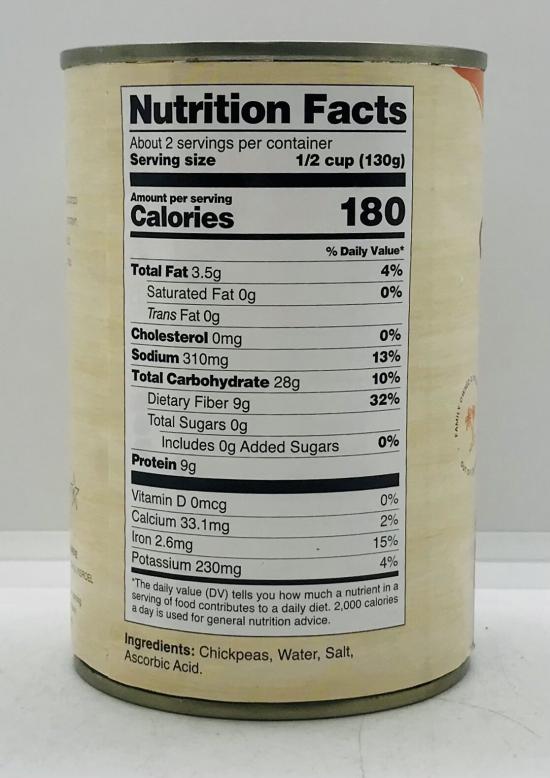 Nutrition Facts
About 2 servings per container
Serving size 1/2 cup (130g)
Amount per serving
Calories 180
% Daily Value*
Total Fat 3.5g 4%
Saturated Fat 0g 0%
Trans Fat 0g
Cholesterol 0mg 0%
Sodium 310mg 13%
Total Carbohydrate 28g 10%
Dietary Fiber 9g 32%
Total Sugars 0g
Includes 0g Added Sugars 0%
Protein 9g
Vitamin D 0mcg 0%
Calcium 33.1mg 2%
Iron 2.6mg 15%
Potassium 230mg 4%
*The daily value (DV) tells you how much a nutrient in a
serving of food contributes to a daily diet. 2,000 calories
a day is used for general nutrition advice.
Ingredients: Chickpeas, Water, Salt,
Ascorbic Acid.